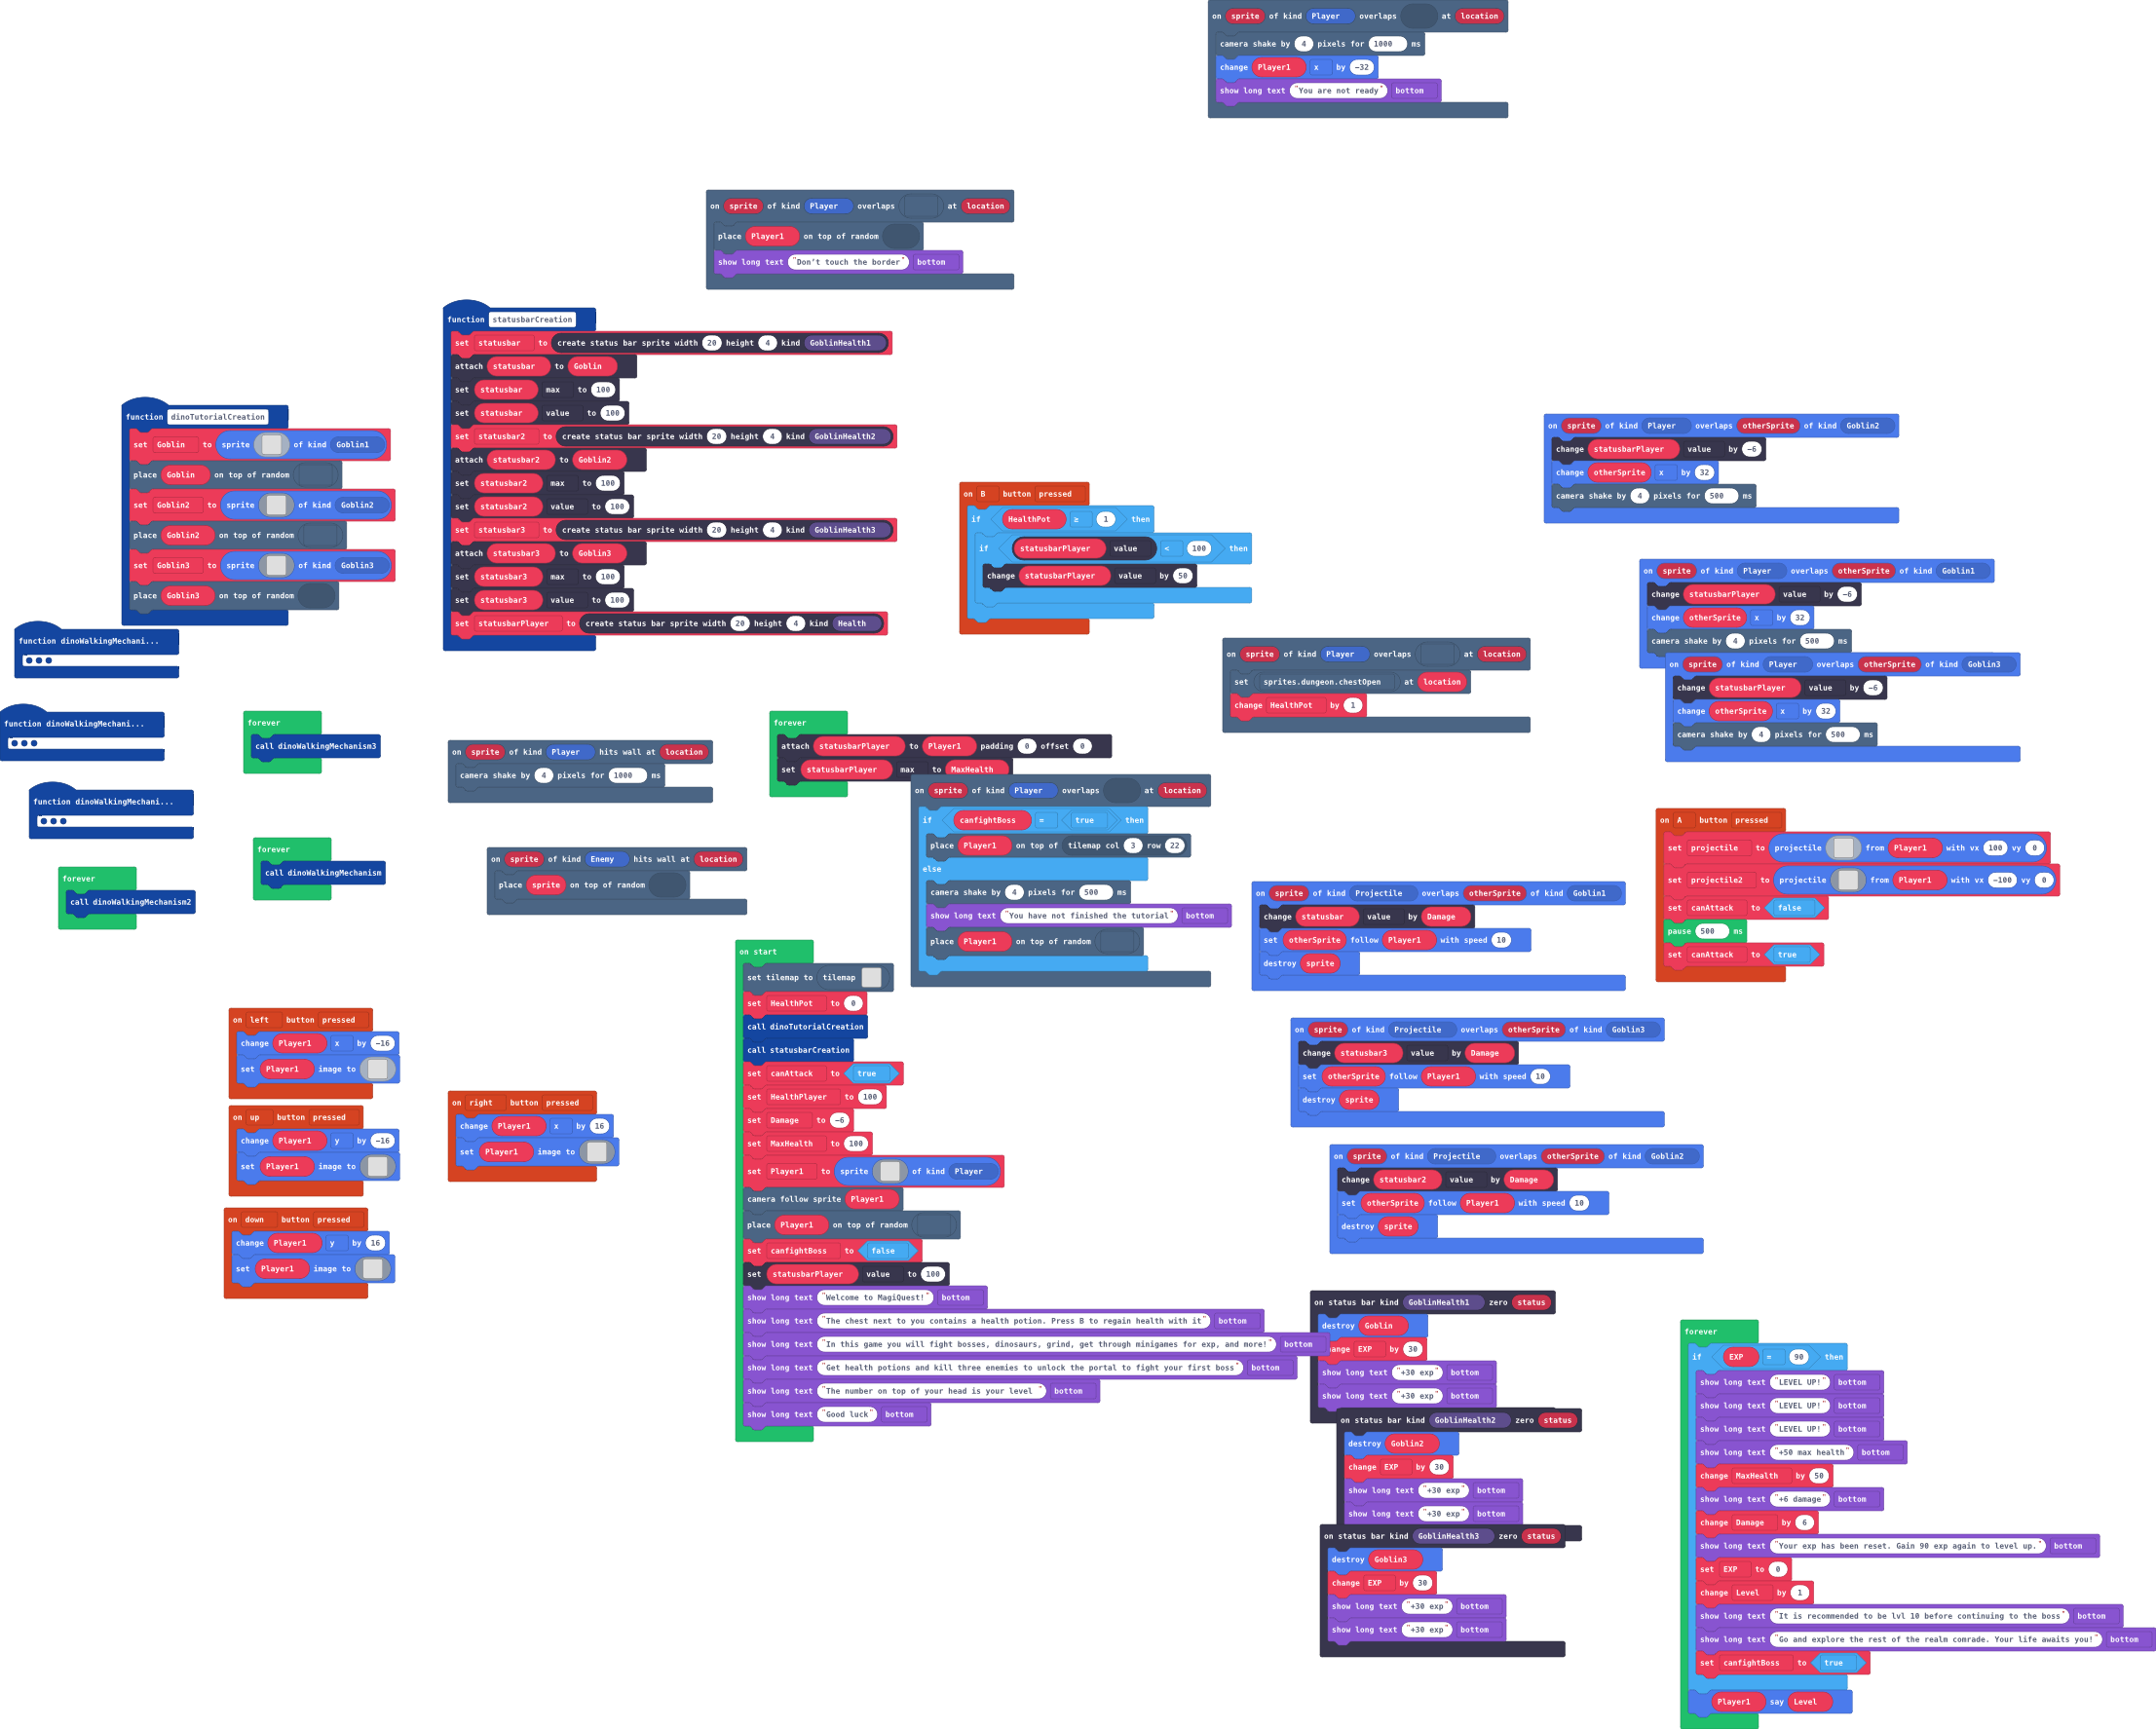 on sprite of kind Player overlaps at location
camera shake by 4 pixels for 1000 ms
change Player1 x by -32
show long text "You are not ready" bottom
on sprite of kind Player overlaps at location
place Player1 on top of random
show long text "Don't touch the border" bottom
function statusbarCreation
set statusbar to create status bar sprite width 20 height 4 kind GoblinHealth1
attach statusbar to Goblin
set statusbar max to 100
set statusbar value to 100
set statusbar2 to create status bar sprite width 20 height 4 kind GoblinHealth2
attach statusbar2 to Goblin2
set statusbar2 max to 100
set statusbar2 value to 100
set statusbar3 to create status bar sprite width 20 height 4 kind GoblinHealth3
attach statusbar3 to Goblin3
set statusbar3 max to 100
set statusbar3 value to 100
set statusbarPlayer to create status bar sprite width 20 height 4 kind Health
function dinoTutorialCreation
set Goblin to sprite of kind Goblin1
place Goblin on top of random
set Goblin2 to sprite of kind Goblin2
place Goblin2 on top of random
set Goblin3 to sprite of kind Goblin3
place Goblin3 on top of random
function dinoWalkingMechani...
function dinoWalkingMechani...
function dinoWalkingMechani...
forever
call dinoWalkingMechanism3
forever
call dinoWalkingMechanism
forever
call dinoWalkingMechanism2
on B button pressed
if HealthPot ≥ 1 then
if statusbarPlayer value < 100 then
change statusbarPlayer value by 50
on sprite of kind Player overlaps otherSprite of kind Goblin2
change statusbarPlayer value by -6
change otherSprite x by 32
camera shake by 4 pixels for 500 ms
on sprite of kind Player overlaps otherSprite of kind Goblin1
change statusbarPlayer value by -6
change otherSprite x by 32
camera shake by 4 pixels for 500 ms
on sprite of kind Player overlaps otherSprite of kind Goblin3
change statusbarPlayer value by -6
change otherSprite x by 32
camera shake by 4 pixels for 500 ms
on sprite of kind Player overlaps at location
set sprites.dungeon.chestOpen at location
change HealthPot by 1
on sprite of kind Player hits wall at location
camera shake by 4 pixels for 1000 ms
forever
attach statusbarPlayer to Player1 padding 0 offset 0
set statusbarPlayer max to MaxHealth
on sprite of kind Player overlaps at location
if canfightBoss = true then
place Player1 on top of tilemap col 3 row 22
else
camera shake by 4 pixels for 500 ms
show long text "You have not finished the tutorial" bottom
place Player1 on top of random
on sprite of kind Enemy hits wall at location
place sprite on top of random
on A button pressed
set projectile to projectile from Player1 with vx 100 vy 0
set projectile2 to projectile from Player1 with vx -100 vy 0
set canAttack to false
pause 500 ms
set canAttack to true
on sprite of kind Projectile overlaps otherSprite of kind Goblin1
change statusbar value by Damage
set otherSprite follow Player1 with speed 10
destroy sprite
on sprite of kind Projectile overlaps otherSprite of kind Goblin3
change statusbar3 value by Damage
set otherSprite follow Player1 with speed 10
destroy sprite
on sprite of kind Projectile overlaps otherSprite of kind Goblin2
change statusbar2 value by Damage
set otherSprite follow Player1 with speed 10
destroy sprite
on start
set tilemap to tilemap
set HealthPot to 0
call dinoTutorialCreation
call statusbarCreation
set canAttack to true
set HealthPlayer to 100
set Damage to -6
set MaxHealth to 100
set Player1 to sprite of kind Player
camera follow sprite Player1
place Player1 on top of random
set canfightBoss to false
set statusbarPlayer value to 100
show long text "Welcome to MagiQuest!" bottom
show long text "The chest next to you contains a health potion. Press B to regain health with it" bottom
show long text "In this game you will fight bosses, dinosaurs, grind, get through minigames for exp, and more!" bottom
show long text "Get health potions and kill three enemies to unlock the portal to fight your first boss" bottom
show long text "The number on top of your head is your level " bottom
show long text "Good luck" bottom
on left button pressed
change Player1 x by -16
set Player1 image to
on up button pressed
change Player1 y by -16
set Player1 image to
on down button pressed
change Player1 y by 16
set Player1 image to
on right button pressed
change Player1 x by 16
set Player1 image to
on status bar kind GoblinHealth1 zero status
destroy Goblin
ange EXP by 30
show long text "+30 exp" bottom
show long text "+30 exp" bottom
on status bar kind GoblinHealth2 zero status
destroy Goblin2
change EXP by 30
show long text "+30 exp" bottom
show long text "+30 exp" bottom
on status bar kind GoblinHealth3 zero status
destroy Goblin3
change EXP by 30
show long text "+30 exp" bottom
show long text "+30 exp" bottom
forever
if EXP = 90 then
show long text "LEVEL UP!" bottom
show long text "LEVEL UP!" bottom
show long text "LEVEL UP!" bottom
show long text "+50 max health" bottom
change MaxHealth by 50
show long text "+6 damage" bottom
change Damage by 6
show long text "Your exp has been reset. Gain 90 exp again to level up." bottom
set EXP to 0
change Level by 1
show long text "It is recommended to be lvl 10 before continuing to the boss" bottom
show long text "Go and explore the rest of the realm comrade. Your life awaits you!" bottom
set canfightBoss to true
Player1 say Level